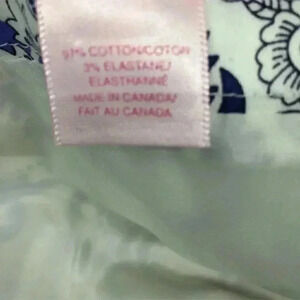 97% COTTON/COTON
3% ELASTANE/
ELASTHANNE
MADE IN CANADA/
FAIT AU CANADA